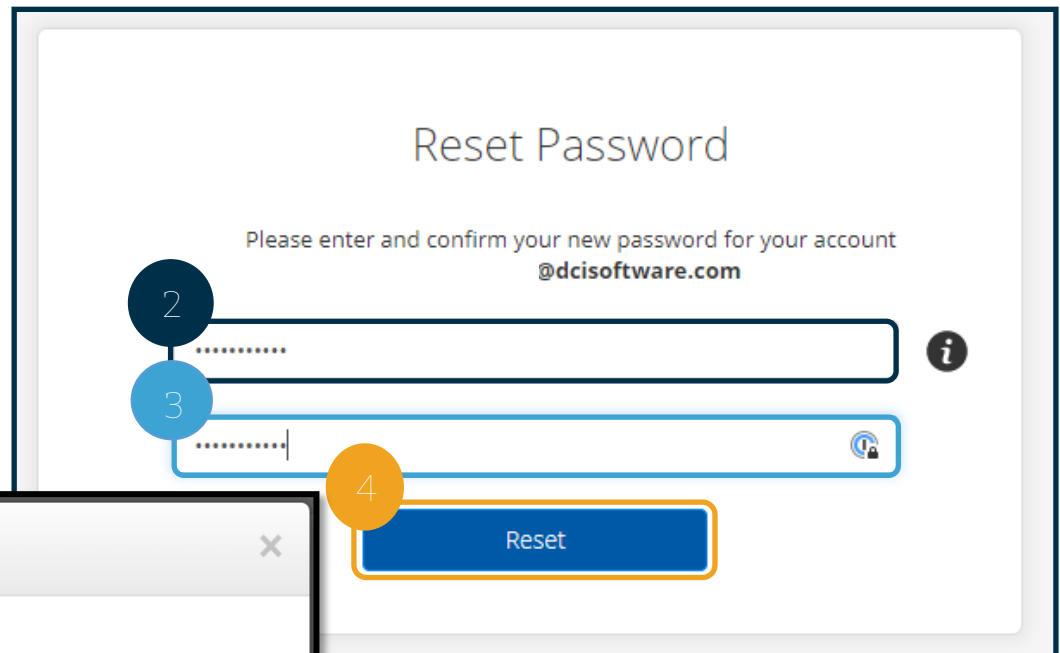 Reset Password
Please enter and confirm your new password for your account
@dcisoftware.com
2
•••••••••••
i
3
•••••••••••
4
Reset
×